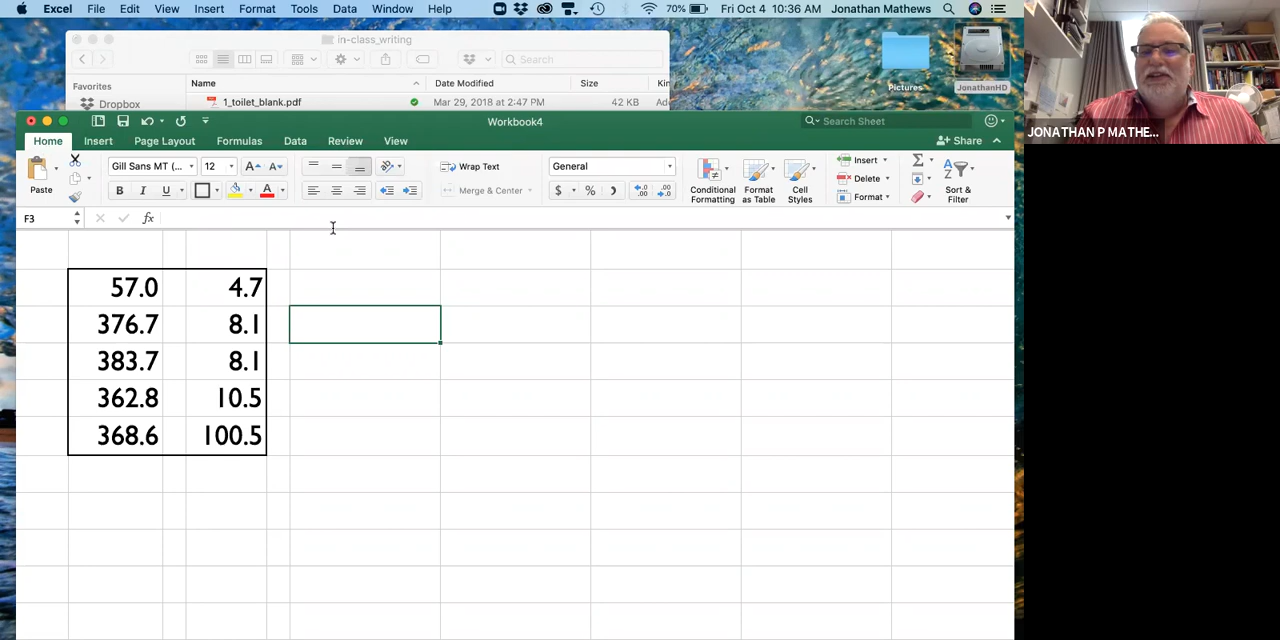 Excel File Edit View Insert Format Tools Data Window Help 70% Fri Oct 4 10:36 AM Jonathan Mathews
in-class_writing
Search
Favorites Name Date Modified Size Kin
Dropbox 1_toilet_blank.pdf Mar 29, 2018 at 2:47 PM 42 KB Ado
Pictures JonathanHD
JONATHAN P MATHE...
Workbook4 Search Sheet
Home Insert Page Layout Formulas Data Review View Share
Paste Gill Sans MT (... 12 A A Wrap Text General Insert
B I U A Merge & Center $ % Conditional Formatting Format as Table Cell Styles Delete Format Sort & Filter
F3 fx
57.0 4.7
376.7 8.1
383.7 8.1
362.8 10.5
368.6 100.5